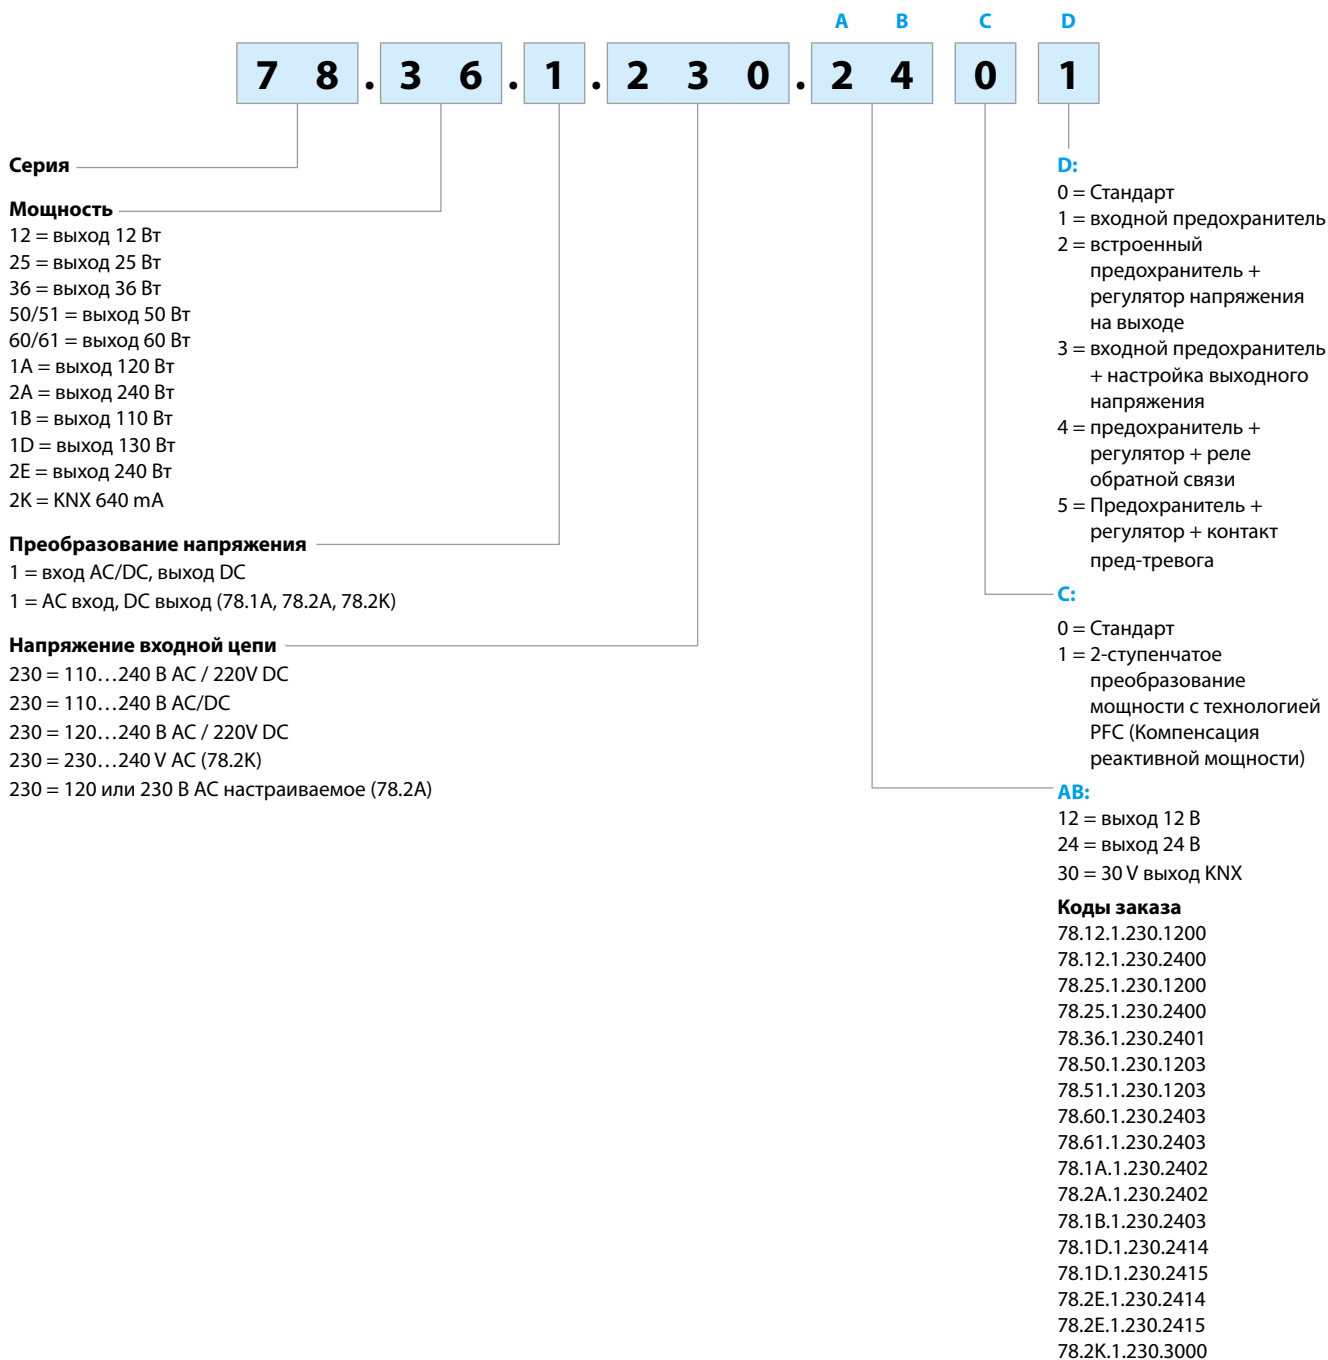 A B C D
78.36.1.230.24 0 1
Серия
Мощность
12 = выход 12 Вт
25 = выход 25 Вт
36 = выход 36 Вт
50/51 = выход 50 Вт
60/61 = выход 60 Вт
1A = выход 120 Вт
2A = выход 240 Вт
1B = выход 110 Вт
1D = выход 130 Вт
2E = выход 240 Вт
2K = KNX 640 mA
Преобразование напряжения
1 = вход AC/DC, выход DC
1 = AC вход, DC выход (78.1A, 78.2A, 78.2K)
Напряжение входной цепи
230 = 110…240 В AC / 220V DC
230 = 110…240 В AC/DC
230 = 120…240 В AC / 220V DC
230 = 230…240 V AC (78.2K)
230 = 120 или 230 В AC настраиваемое (78.2A)
D:
0 = Стандарт
1 = входной предохранитель
2 = встроенный
предохранитель +
регулятор напряжения
на выходе
3 = входной предохранитель
+ настройка выходного
напряжения
4 = предохранитель +
регулятор + реле
обратной связи
5 = Предохранитель +
регулятор + контакт
пред-тревога
C:
0 = Стандарт
1 = 2-ступенчатое
преобразование
мощности с технологией
PFC (Компенсация
реактивной мощности)
AB:
12 = выход 12 В
24 = выход 24 В
30 = 30 V выход KNX
Коды заказа
78.12.1.230.1200
78.12.1.230.2400
78.25.1.230.1200
78.25.1.230.2400
78.36.1.230.2401
78.50.1.230.1203
78.51.1.230.1203
78.60.1.230.2403
78.61.1.230.2403
78.1A.1.230.2402
78.2A.1.230.2402
78.1B.1.230.2403
78.1D.1.230.2414
78.1D.1.230.2415
78.2E.1.230.2414
78.2E.1.230.2415
78.2K.1.230.3000